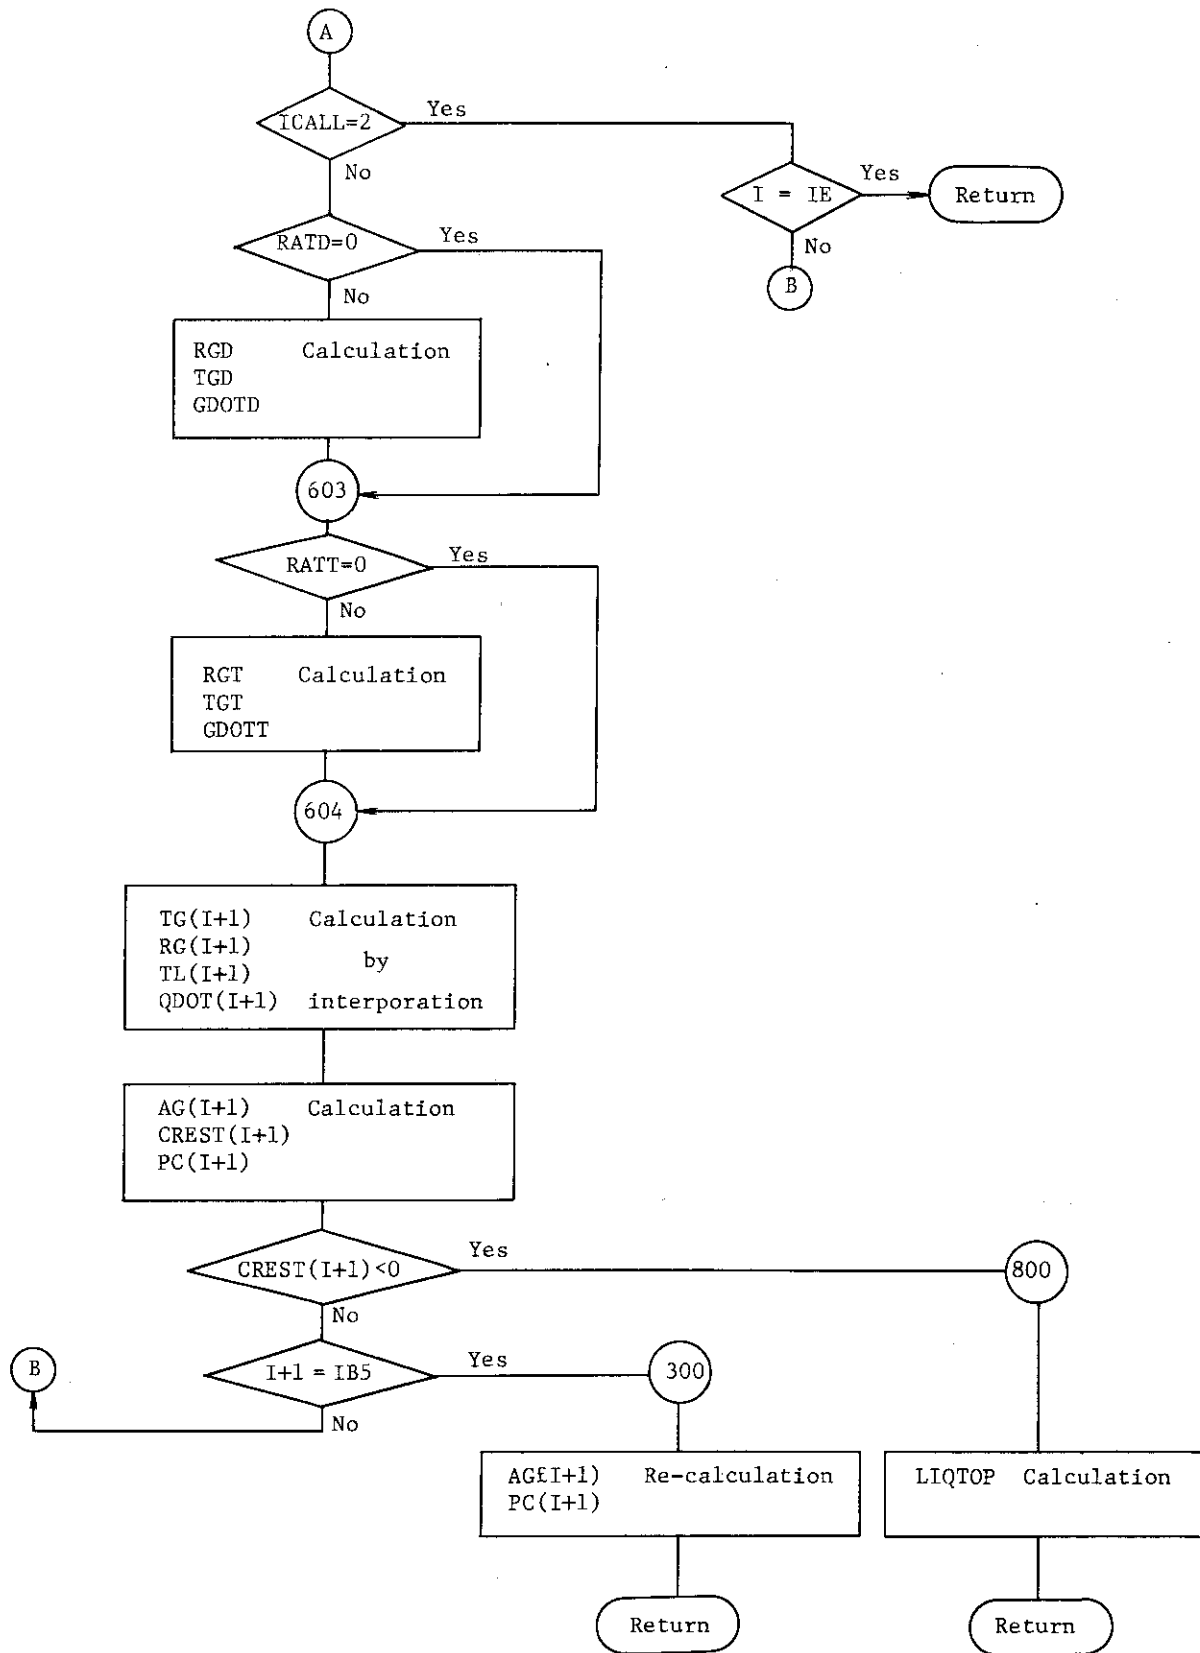 A
ICALL=2
Yes
No
I = IE
Yes
Return
No
B
RATD=0
Yes
No
RGD Calculation
TGD
GDOTD
603
RATT=0
Yes
No
RGT Calculation
TGT
GDOTT
604
TG(I+1) Calculation
RG(I+1)
by
TL(I+1)
QDOT(I+1) interporation
AG(I+1) Calculation
CREST(I+1)
PC(I+1)
CREST(I+1)<0
Yes
800
No
B
I+1 = IB5
Yes
300
No
AG£I+1) Re-calculation
PC(I+1)
LIQTOP Calculation
Return
Return